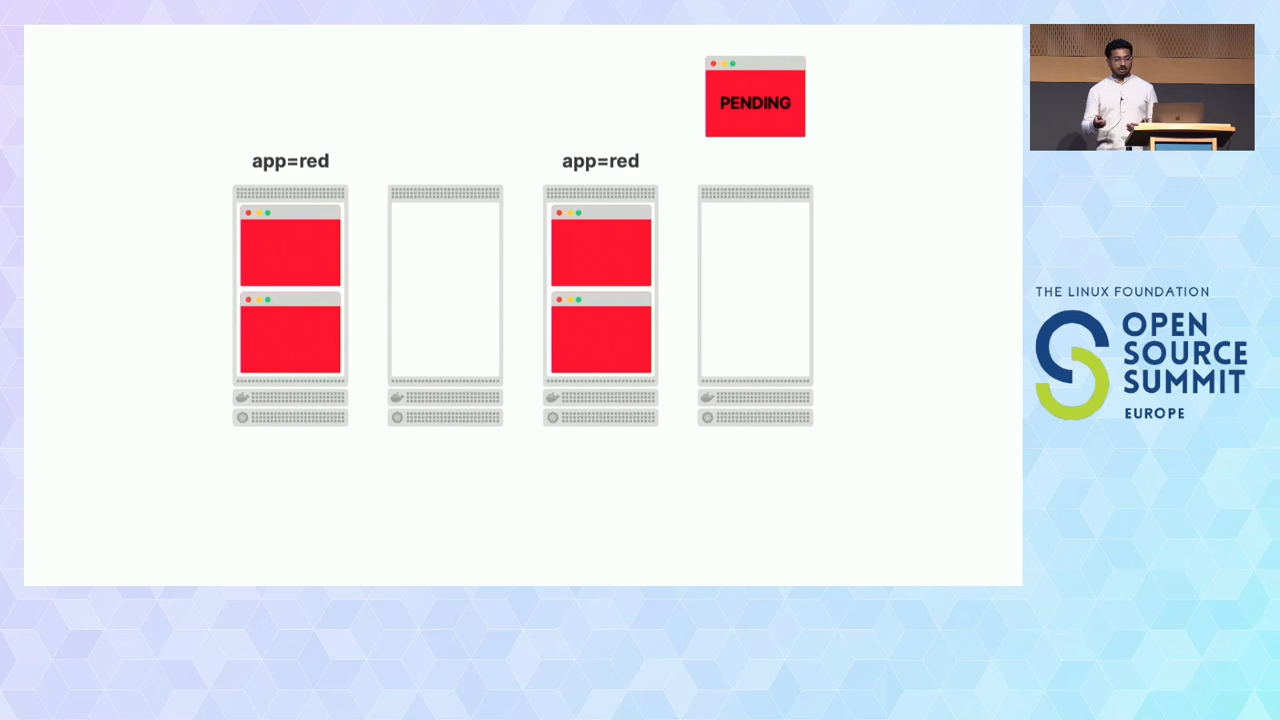 PENDING
app=red
app=red
THE LINUX FOUNDATION
OPEN
SOURCE
SUMMIT
EUROPE